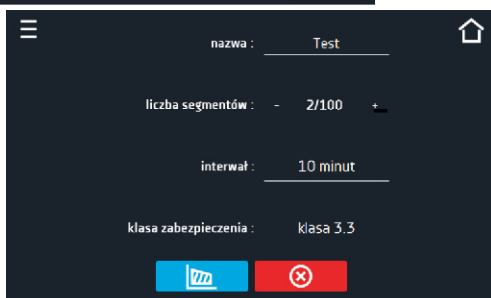 nazwa : Test
liczba segmentów : - 2/100 +
interwał : 10 minut
klasa zabezpieczenia : klasa 3.3